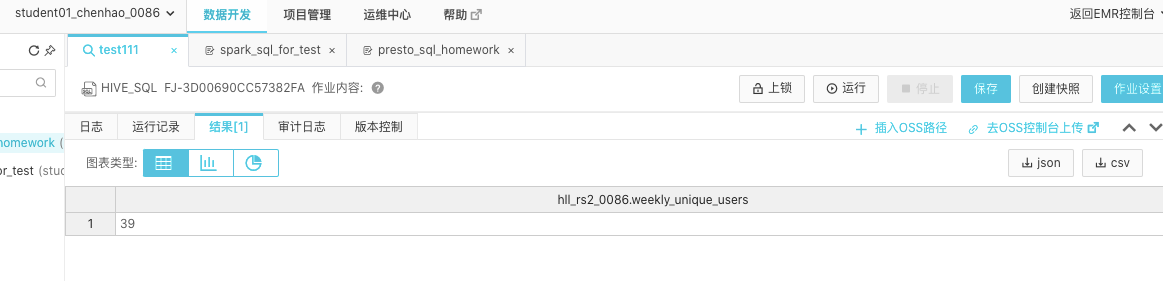 student01_chenhao_0086 数据开发 项目管理 运维中心 帮助 返回EMR控制台
test111 × spark_sql_for_test × presto_sql_homework ×
HIVE_SQL FJ-3D00690CC57382FA 作业内容: ? 上锁 运行 停止 保存 创建快照 作业设置
日志 运行记录 结果[1] 审计日志 版本控制 插入OSS路径 去OSS控制台上传
homework (
图表类型: json csv
or_test (stud
hll_rs2_0086.weekly_unique_users
1 39